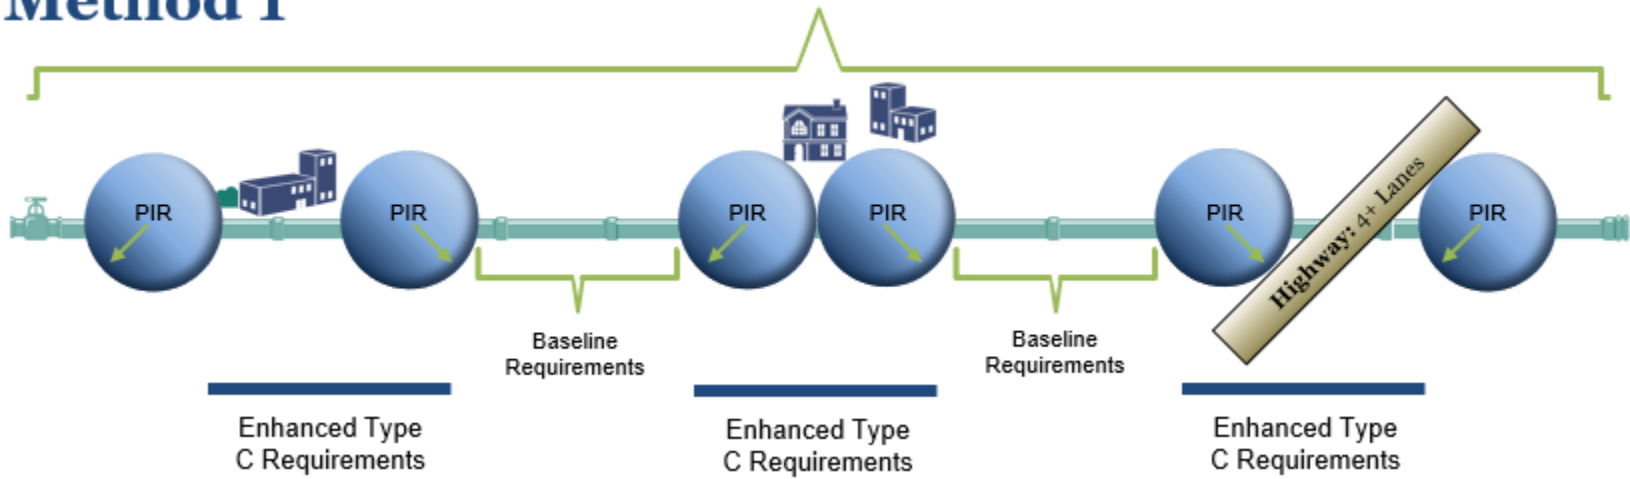 Method 1
PIR
PIR
PIR
PIR
PIR
PIR
Highway: 4+ Lanes
Baseline
Requirements
Baseline
Requirements
Enhanced Type
C Requirements
Enhanced Type
C Requirements
Enhanced Type
C Requirements